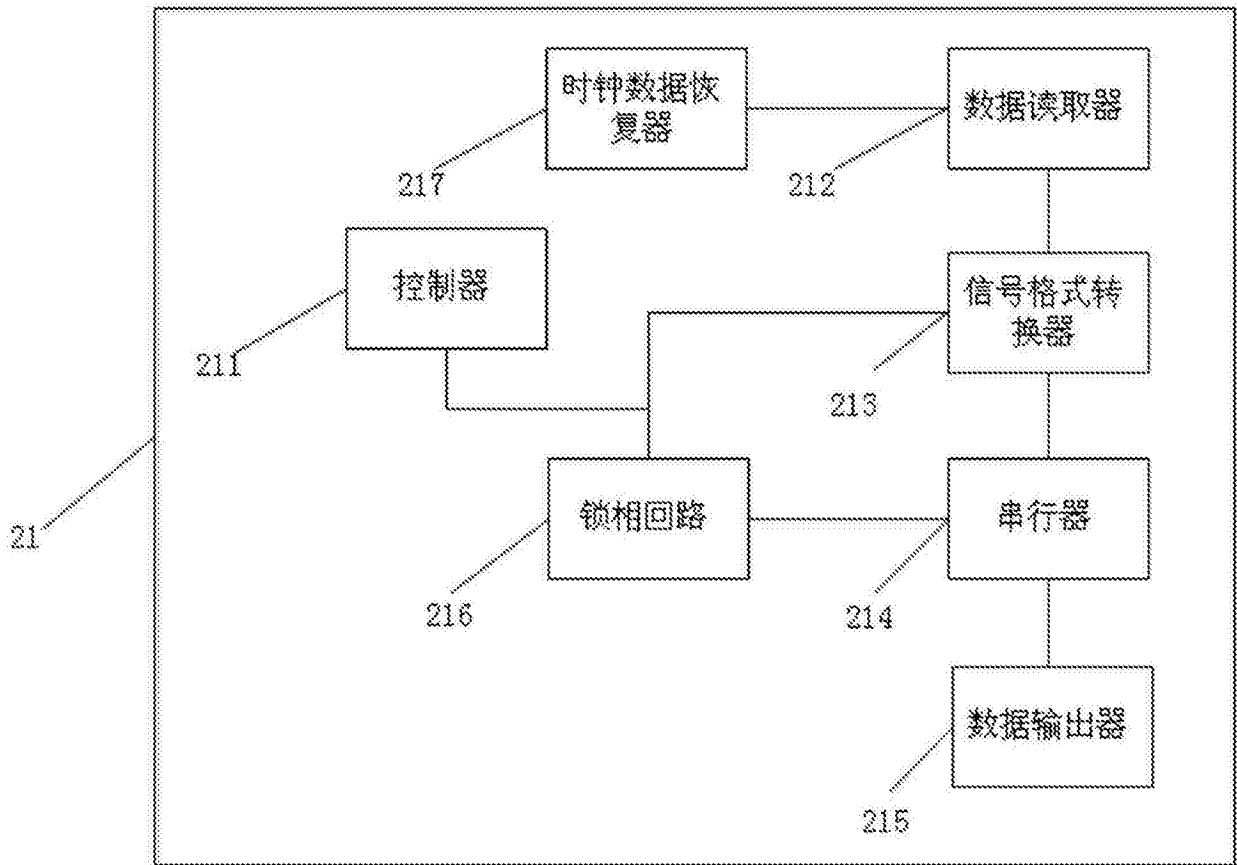 时钟数据恢
复器
数据读取器
217
212
控制器
信号格式转
换器
211
213
锁相回路
串行器
21
216
214
数据输出器
215